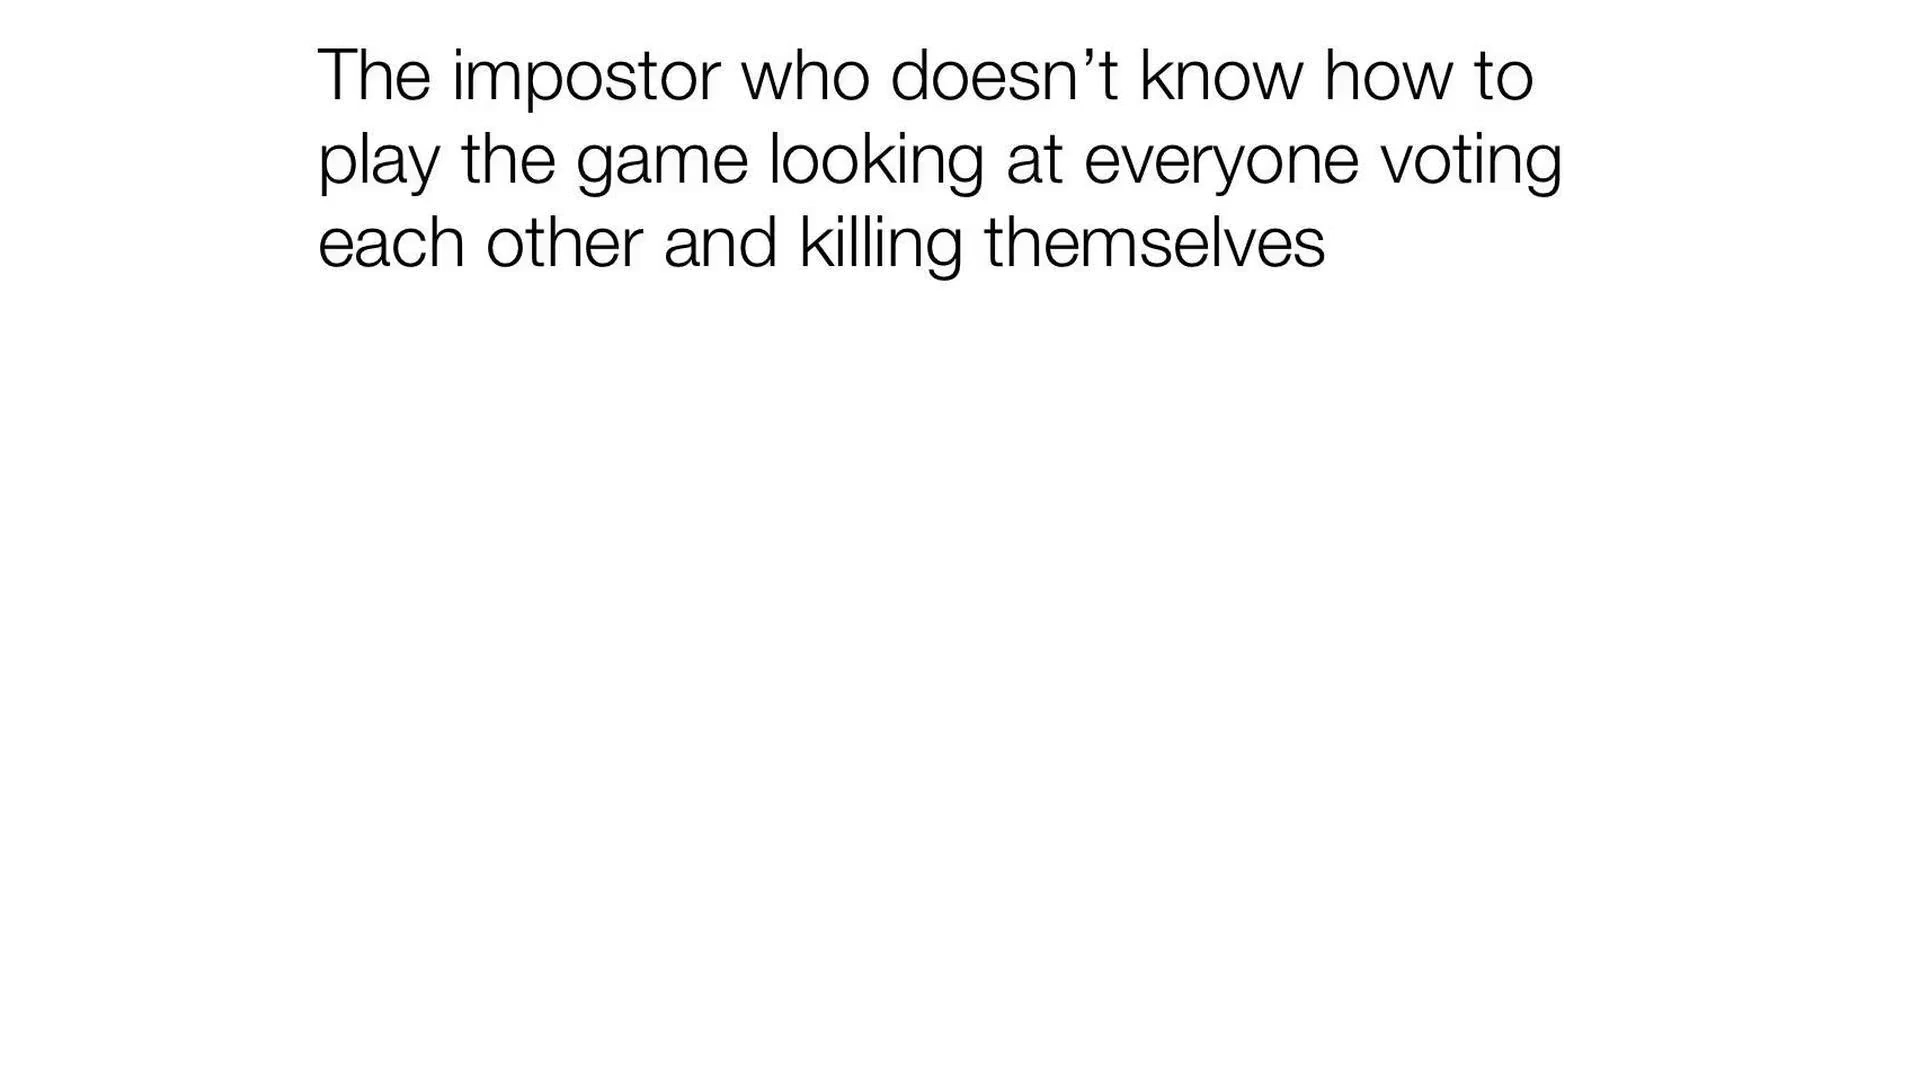 The impostor who doesn’t know how to
play the game looking at everyone voting
each other and killing themselves